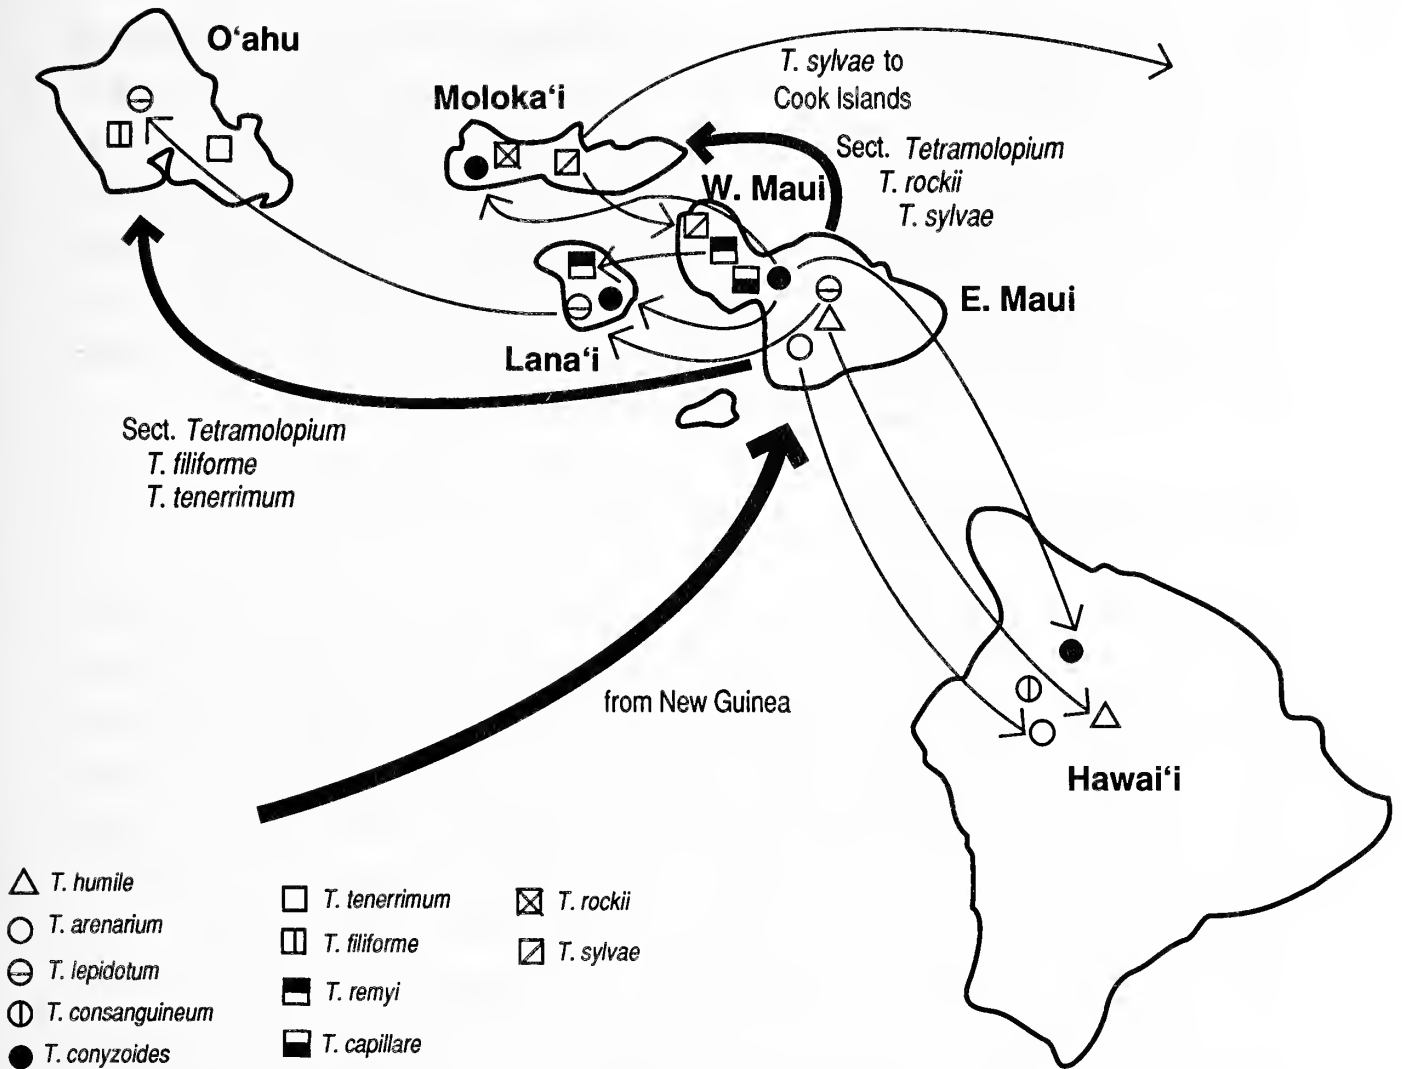 O‘ahu
T. sylvae to
Cook Islands
Moloka‘i
Sect. Tetramolopium
T. rockii
T. sylvae
W. Maui
E. Maui
Lana‘i
Sect. Tetramolopium
T. filiforme
T. tenerrimum
from New Guinea
Hawai‘i
T. humile
T. arenarium
T. lepidotum
T. consanguineum
T. conyzoides
T. tenerrimum
T. filiforme
T. remyi
T. capillare
T. rockii
T. sylvae